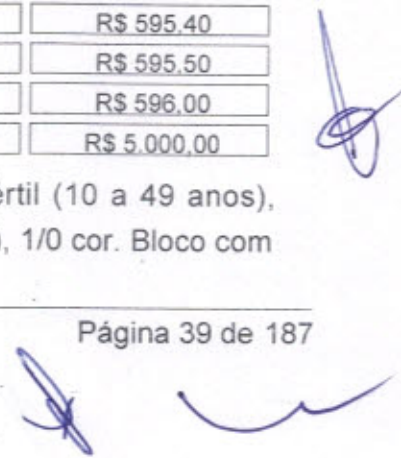 R$ 595.40
R$ 595.50
R$ 596,00
R$ 5.000,00
értil (10 a 49 anos),
, 1/0 cor. Bloco com
Página 39 de 187